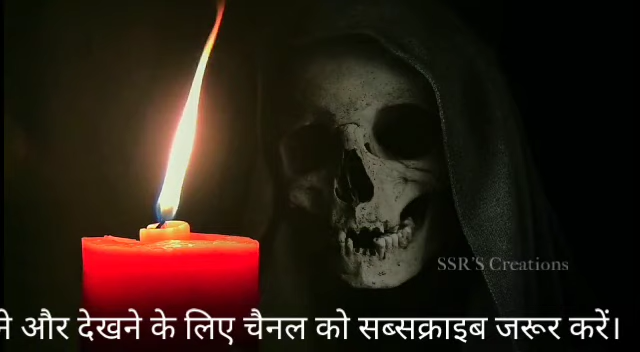 SSR'S Creations
और देखने के लिए चैनल को सब्सक्राइब जरूर करें।